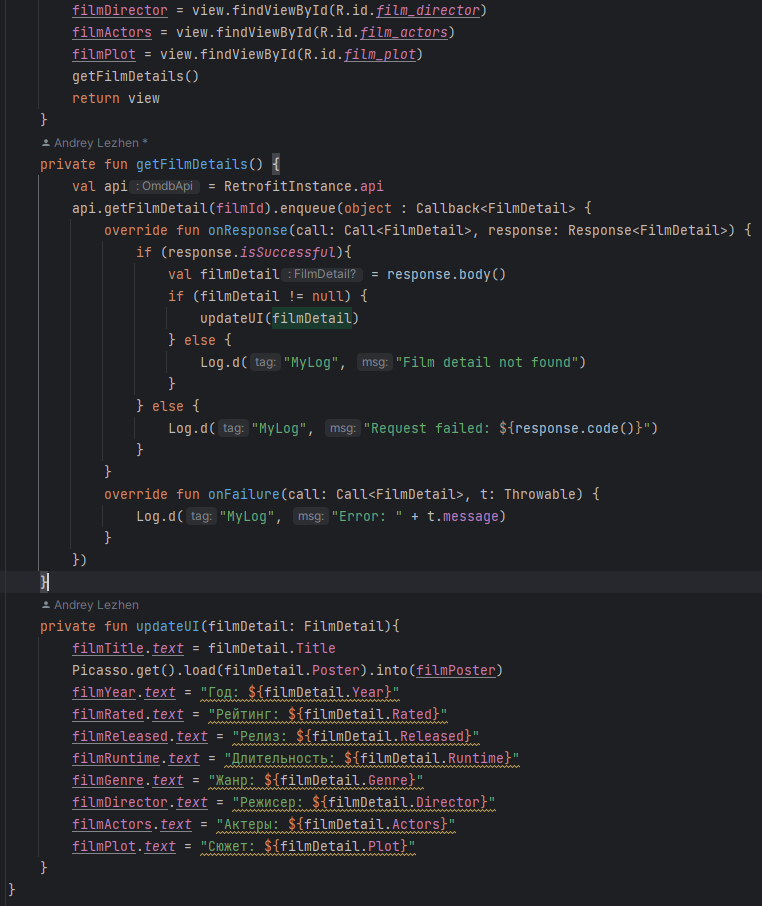 filmDirector = view.findViewById(R.id.film_director)
filmActors = view.findViewById(R.id.film_actors)
filmPlot = view.findViewById(R.id.film_plot)
getFilmDetails()
return view
}
Andrey Lezhen *
private fun getFilmDetails() {
val api : OmdbApi = RetrofitInstance.api
api.getFilmDetail(filmId).enqueue(object : Callback<FilmDetail> {
override fun onResponse(call: Call<FilmDetail>, response: Response<FilmDetail>) {
if (response.isSuccessful){
val filmDetail : FilmDetail? = response.body()
if (filmDetail != null) {
updateUI(filmDetail)
} else {
Log.d( tag: "MyLog", msg: "Film detail not found")
}
} else {
Log.d( tag: "MyLog", msg: "Request failed: ${response.code()}")
}
}
override fun onFailure(call: Call<FilmDetail>, t: Throwable) {
Log.d( tag: "MyLog", msg: "Error: " + t.message)
}
})
}
Andrey Lezhen
private fun updateUI(filmDetail: FilmDetail){
filmTitle.text = filmDetail.Title
Picasso.get().load(filmDetail.Poster).into(filmPoster)
filmYear.text = "Год: ${filmDetail.Year}"
filmRated.text = "Рейтинг: ${filmDetail.Rated}"
filmReleased.text = "Релиз: ${filmDetail.Released}"
filmRuntime.text = "Длительность: ${filmDetail.Runtime}"
filmGenre.text = "Жанр: ${filmDetail.Genre}"
filmDirector.text = "Режисер: ${filmDetail.Director}"
filmActors.text = "Актеры: ${filmDetail.Actors}"
filmPlot.text = "Сюжет: ${filmDetail.Plot}"
}
}